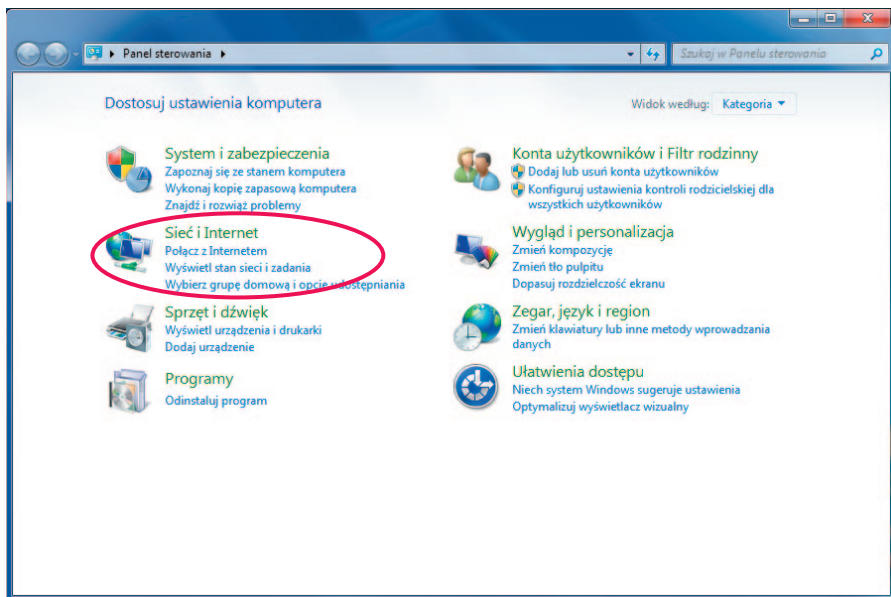 Panel sterowania
Szukaj w Panelu sterowania
Dostosuj ustawienia komputera
Widok według: Kategoria
System i zabezpieczenia
Zapoznaj się ze stanem komputera
Wykonaj kopię zapasową komputera
Znajdź i rozwiąż problemy
Sieć i Internet
Połącz z Internetem
Wyświetl stan sieci i zadania
Wybierz grupę domową i opcje udostępniania
Sprzęt i dźwięk
Wyświetl urządzenia i drukarki
Dodaj urządzenie
Programy
Odinstaluj program
Konta użytkowników i Filtr rodzinny
Dodaj lub usuń konta użytkowników
Konfiguruj ustawienia kontroli rodzicielskiej dla
wszystkich użytkowników
Wygląd i personalizacja
Zmień kompozycję
Zmień tło pulpitu
Dopasuj rozdzielczość ekranu
Zegar, język i region
Zmień klawiatury lub inne metody wprowadzania
danych
Ułatwienia dostępu
Niech system Windows sugeruje ustawienia
Optymalizuj wyświetlacz wizualny